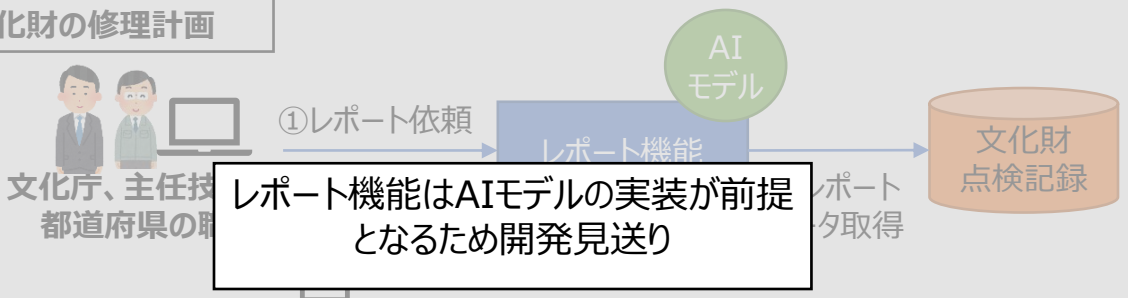 化財の修理計画
AI
モデル
①レポート依頼
レポート機能
文化財
点検記録
文化庁、主任技
都道府県の職
レポート
タ取得
レポート機能はAIモデルの実装が前提
となるため開発見送り